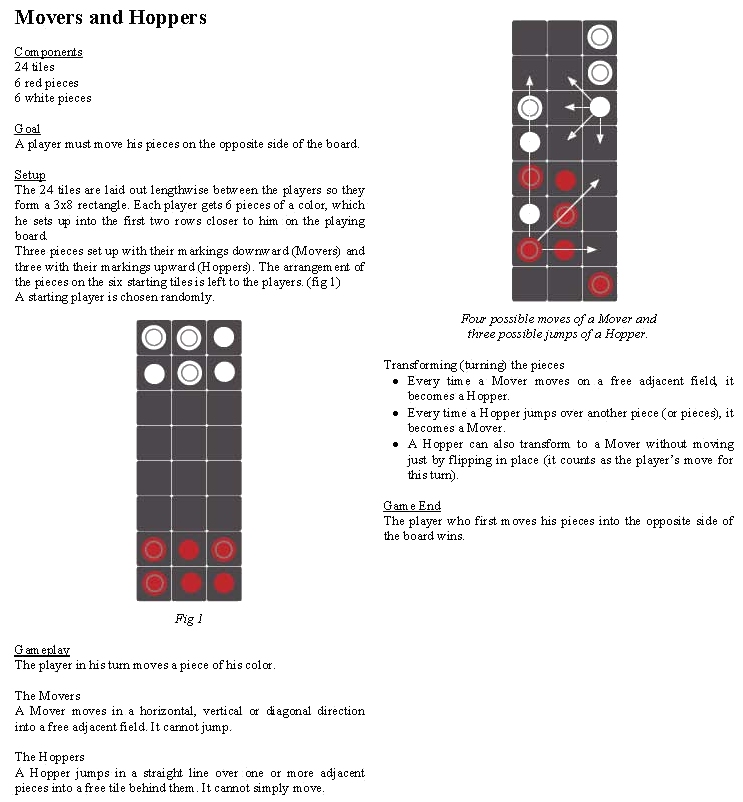 Movers and Hoppers
Components
24 tiles
6 red pieces
6 white pieces
Goal
A player must move his pieces on the opposite side of the board.
Setup
The 24 tiles are laid out lengthwise between the players so they
form a 3x8 rectangle. Each player gets 6 pieces of a color, which
he sets up into the first two rows closer to him on the playing
board.
Three pieces set up with their markings downward (Movers) and
three with their markings upward (Hoppers). The arrangement of
the pieces on the six starting tiles is left to the players. (fig 1)
A starting player is chosen randomly.
Fig 1
Gameplay
The player in his turn moves a piece of his color.
The Movers
A Mover moves in a horizontal, vertical or diagonal direction
into a free adjacent field. It cannot jump.
The Hoppers
A Hopper jumps in a straight line over one or more adjacent
pieces into a free tile behind them. It cannot simply move.
Four possible moves of a Mover and
three possible jumps of a Hopper.
Transforming (turning) the pieces
• Every time a Mover moves on a free adjacent field, it
becomes a Hopper.
• Every time a Hopper jumps over another piece (or pieces), it
becomes a Mover.
• A Hopper can also transform to a Mover without moving
just by flipping in place (it counts as the player's move for
this turn).
Game End
The player who first moves his pieces into the opposite side of
the board wins.